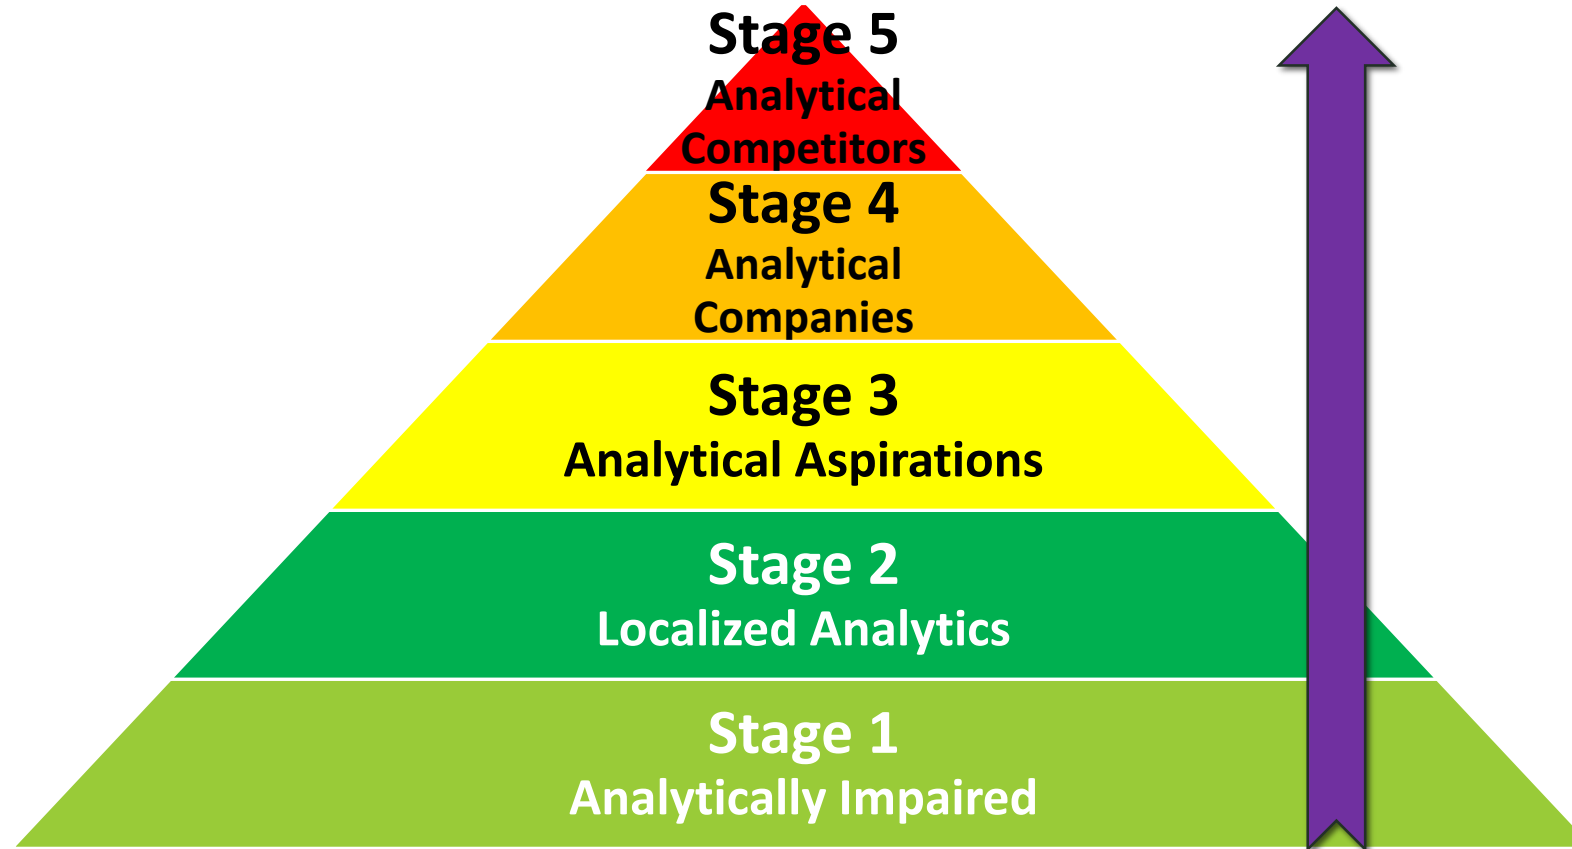 Stage 5
Analytical
Competitors
Stage 4
Analytical
Companies
Stage 3
Analytical Aspirations
Stage 2
Localized Analytics
Stage 1
Analytically Impaired